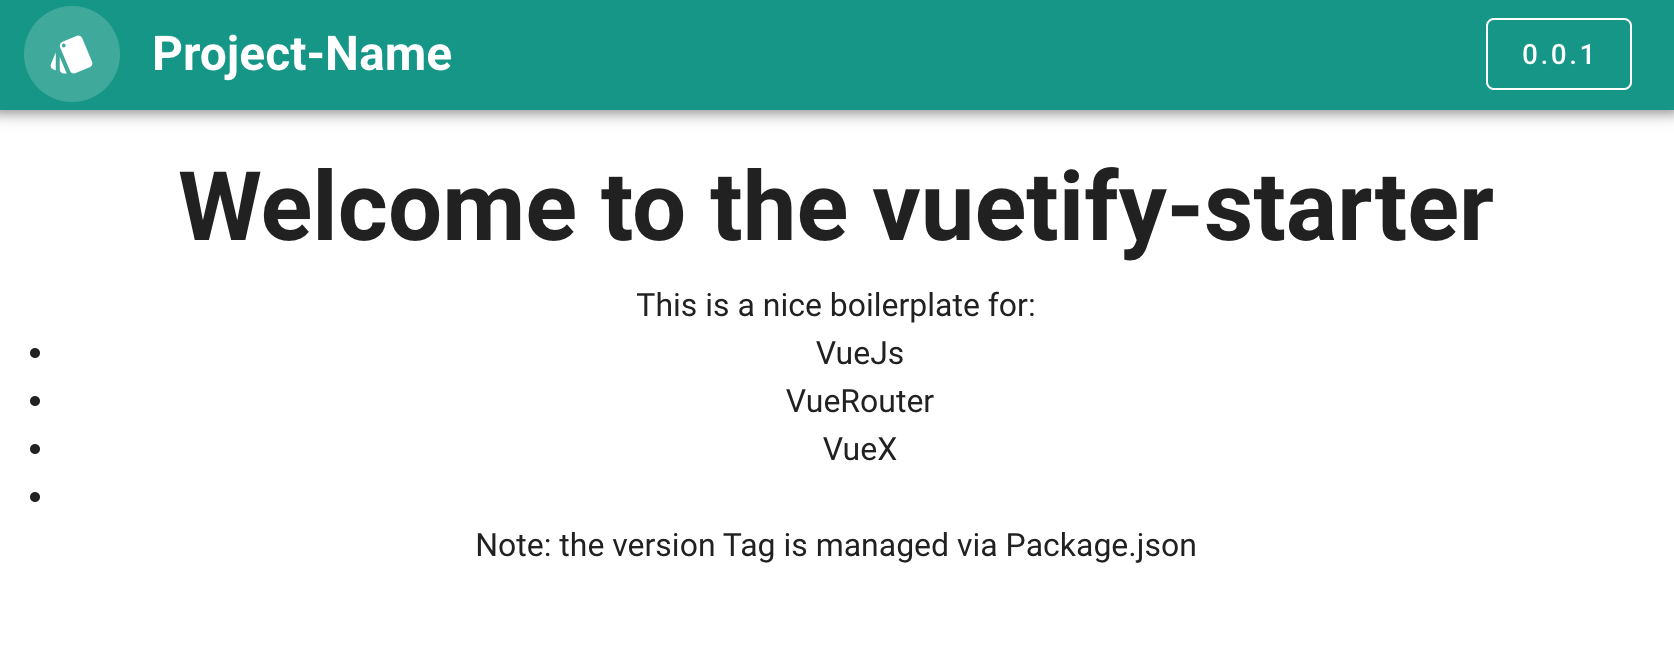 Project-Name
0.0.1
Welcome to the vuetify-starter
This is a nice boilerplate for:
• VueJs
• VueRouter
• VueX
•
Note: the version Tag is managed via Package.json